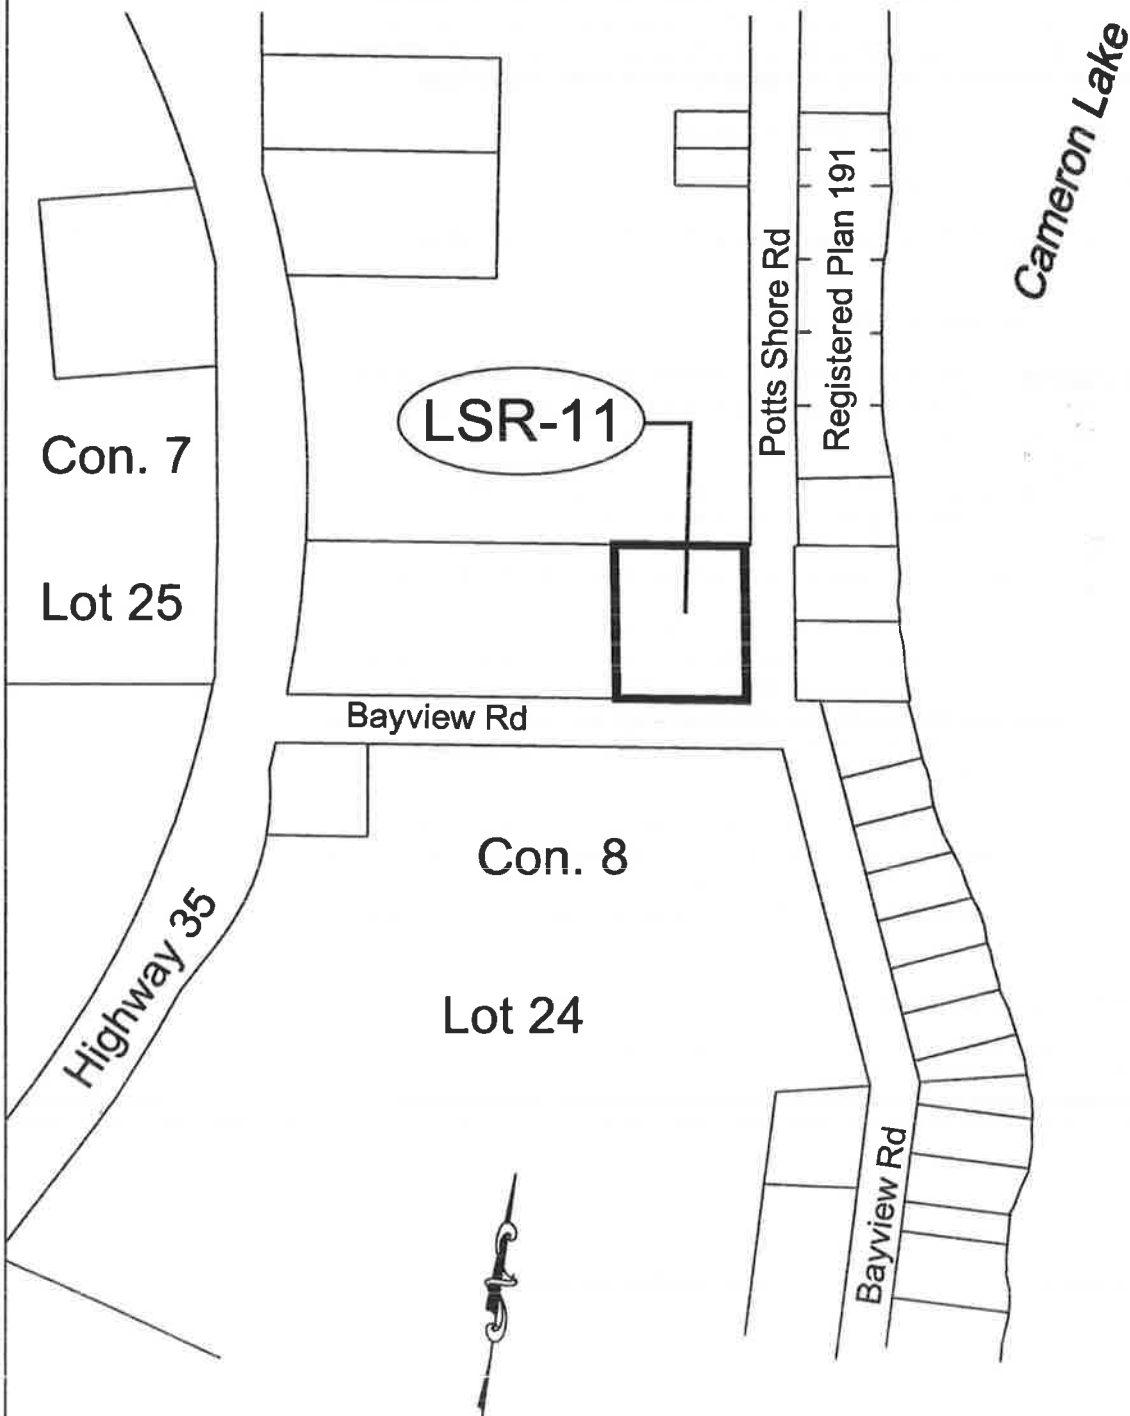 Cameron Lake
Registered Plan 191
Potts Shore Rd
LSR-11
Con. 7
Lot 25
Bayview Rd
Con. 8
Highway 35
Lot 24
Bayview Rd